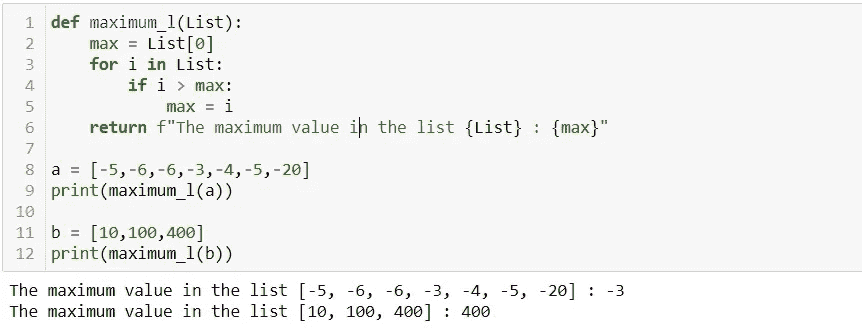 1 def maximum_l(List):
2     max = List[0]
3     for i in List:
4         if i > max:
5             max = i
6     return f"The maximum value in the list {List} : {max}"
7
8 a = [-5,-6,-6,-3,-4,-5,-20]
9 print(maximum_l(a))
10
11 b = [10,100,400]
12 print(maximum_l(b))
The maximum value in the list [-5, -6, -6, -3, -4, -5, -20] : -3
The maximum value in the list [10, 100, 400] : 400